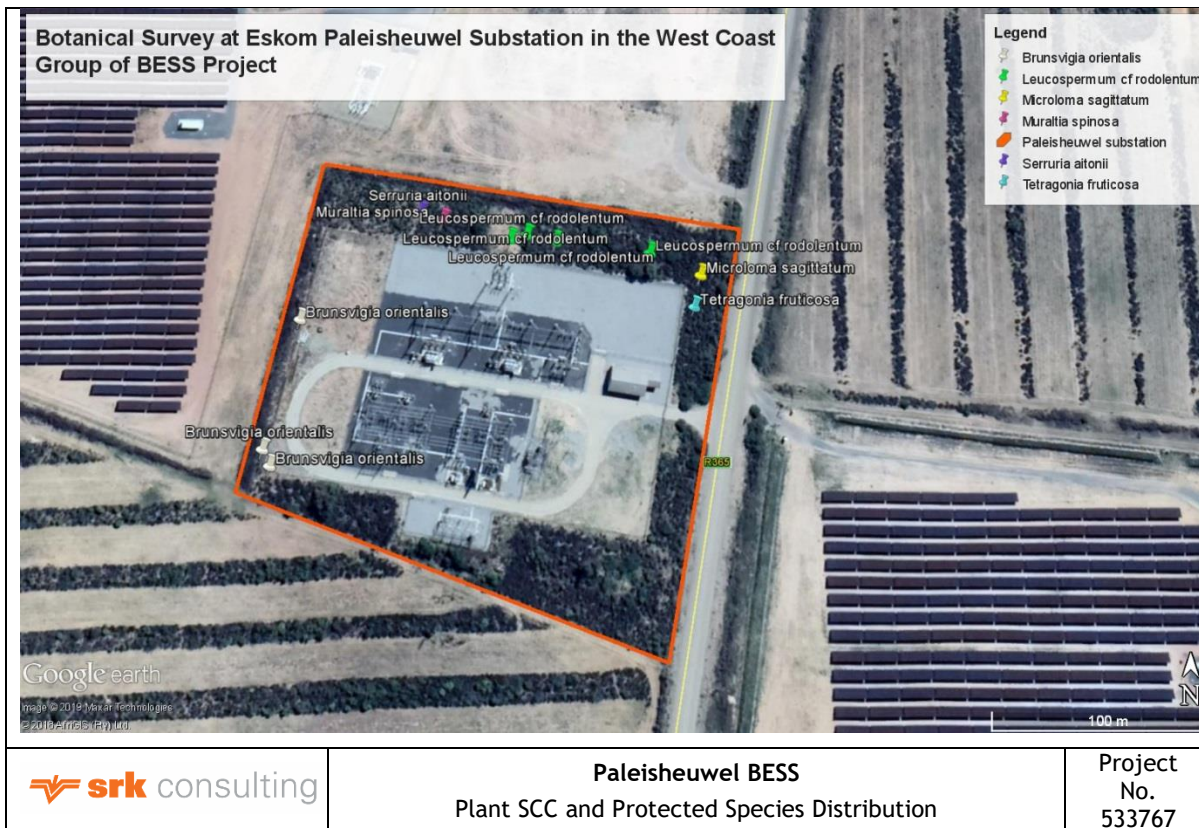 Botanical Survey at Eskom Paleisheuwel Substation in the West Coast
Group of BESS Project
Legend
Brunsvigia orientalis
Leucospermum cf rodolentum
Microloma sagittatum
Muraltia spinosa
Paleisheuwel substation
Serruria aitonii
Tetragonia fruticosa
Serruria aitonii
Muraltia spinosa
Leucospermum cf rodolentum
Leucospermum cf rodolentum
Leucospermum cf rodolentum
Leucospermum cf rodolentum
Microloma sagittatum
Tetragonia fruticosa
Brunsvigia orientalis
Brunsvigia orientalis
Brunsvigia orientalis
R365
Google earth
Image © 2019 Maxar Technologies
© 2018 AfriGIS (Pty) Ltd.
N
100 m
srk consulting
Paleisheuwel BESS
Plant SCC and Protected Species Distribution
Project
No.
533767